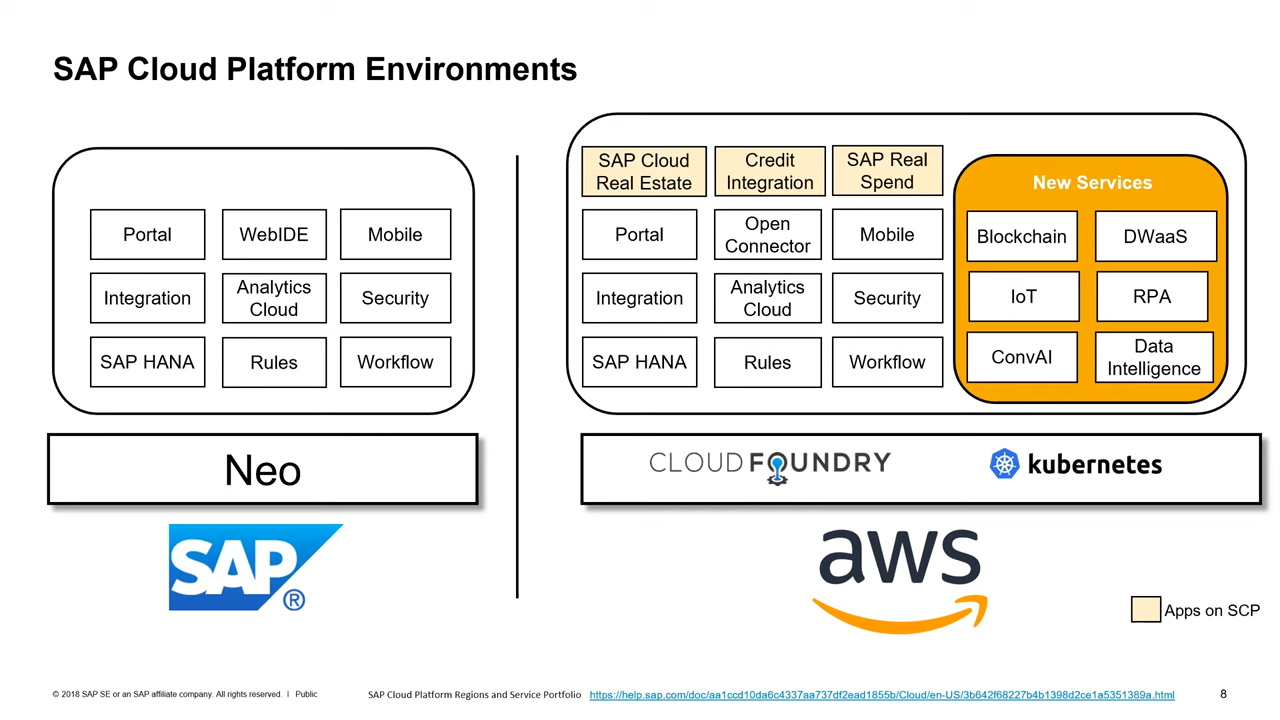 SAP Cloud Platform Environments
Portal
WebIDE
Mobile
Integration
Analytics
Cloud
Security
SAP HANA
Rules
Workflow
Neo
SAP®
SAP Cloud
Real Estate
Credit
Integration
SAP Real
Spend
Portal
Open
Connector
Mobile
Integration
Analytics
Cloud
Security
SAP HANA
Rules
Workflow
New Services
Blockchain
DWaaS
IoT
RPA
ConvAI
Data
Intelligence
CLOUD FOUNDRY
kubernetes
aws
Apps on SCP
© 2018 SAP SE or an SAP affiliate company. All rights reserved. I Public
SAP Cloud Platform Regions and Service Portfolio https://help.sap.com/doc/aa1ccd10da6c4337aa737df2ead1855b/Cloud/en-US/3b642f68227b4b1398d2ce1a5351389a.html
8